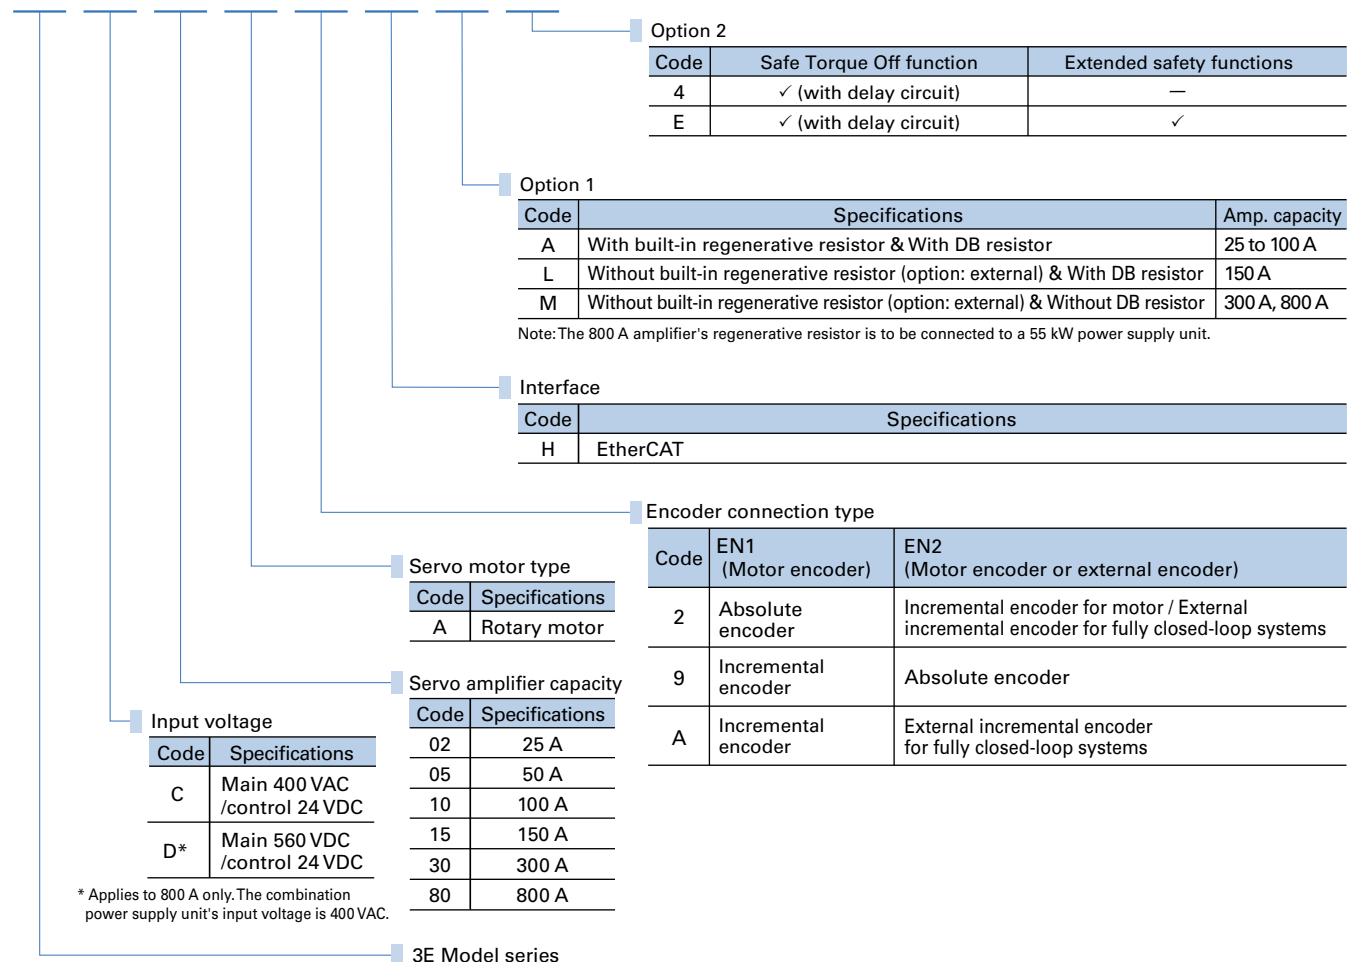 Option 2
Code Safe Torque Off function Extended safety functions
4 ✓ (with delay circuit) —
E ✓ (with delay circuit) ✓
Option 1
Code Specifications Amp. capacity
A With built-in regenerative resistor & With DB resistor 25 to 100 A
L Without built-in regenerative resistor (option: external) & With DB resistor 150 A
M Without built-in regenerative resistor (option: external) & Without DB resistor 300 A, 800 A
Note: The 800 A amplifier's regenerative resistor is to be connected to a 55 kW power supply unit.
Interface
Code Specifications
H EtherCAT
Encoder connection type
Code EN1 (Motor encoder) EN2 (Motor encoder or external encoder)
2 Absolute encoder Incremental encoder for motor / External incremental encoder for fully closed-loop systems
9 Incremental encoder Absolute encoder
A Incremental encoder External incremental encoder for fully closed-loop systems
Servo motor type
Code Specifications
A Rotary motor
Servo amplifier capacity
Code Specifications
02 25 A
05 50 A
10 100 A
15 150 A
30 300 A
80 800 A
Input voltage
Code Specifications
C Main 400 VAC /control 24 VDC
D* Main 560 VDC /control 24 VDC
* Applies to 800 A only. The combination
power supply unit's input voltage is 400 VAC.
3E Model series